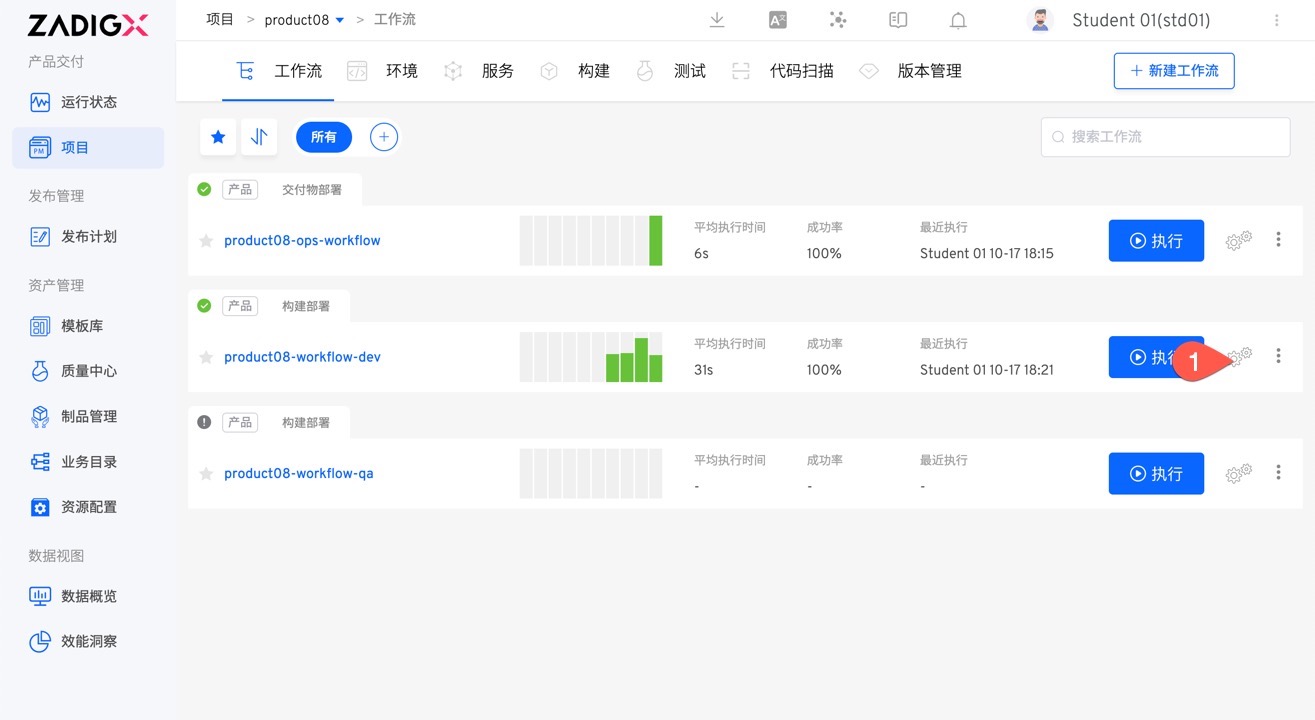 ZADIGX
项目 > product08 > 工作流
Student 01(std01)
产品交付
运行状态
项目
发布管理
发布计划
资产管理
模板库
质量中心
制品管理
业务目录
资源配置
数据视图
数据概览
效能洞察
工作流 环境 服务 构建 测试 代码扫描 版本管理
+ 新建工作流
所有
搜索工作流
产品 交付物部署
product08-ops-workflow
平均执行时间 成功率 最近执行
6s 100% Student 01 10-17 18:15
执行
产品 构建部署
product08-workflow-dev
平均执行时间 成功率 最近执行
31s 100% Student 01 10-17 18:21
执行
1
产品 构建部署
product08-workflow-qa
平均执行时间 成功率 最近执行
- - -
执行